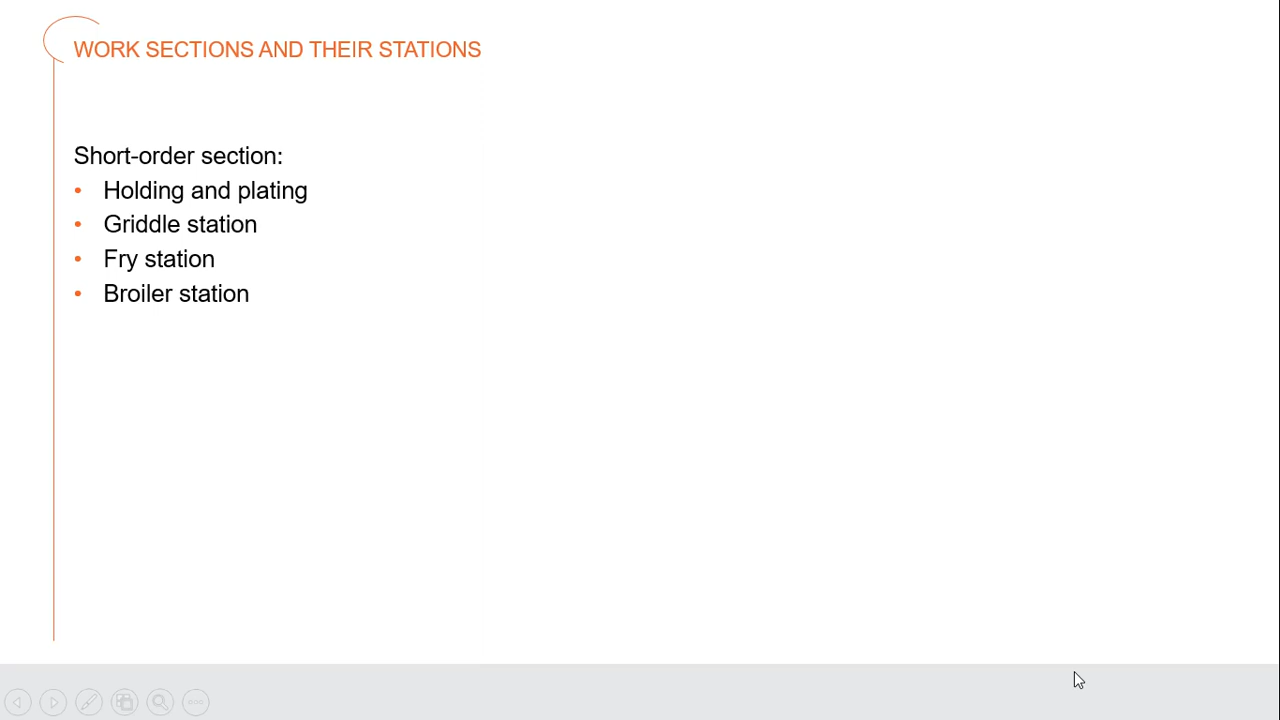 WORK SECTIONS AND THEIR STATIONS
Short-order section:
• Holding and plating
• Griddle station
• Fry station
• Broiler station